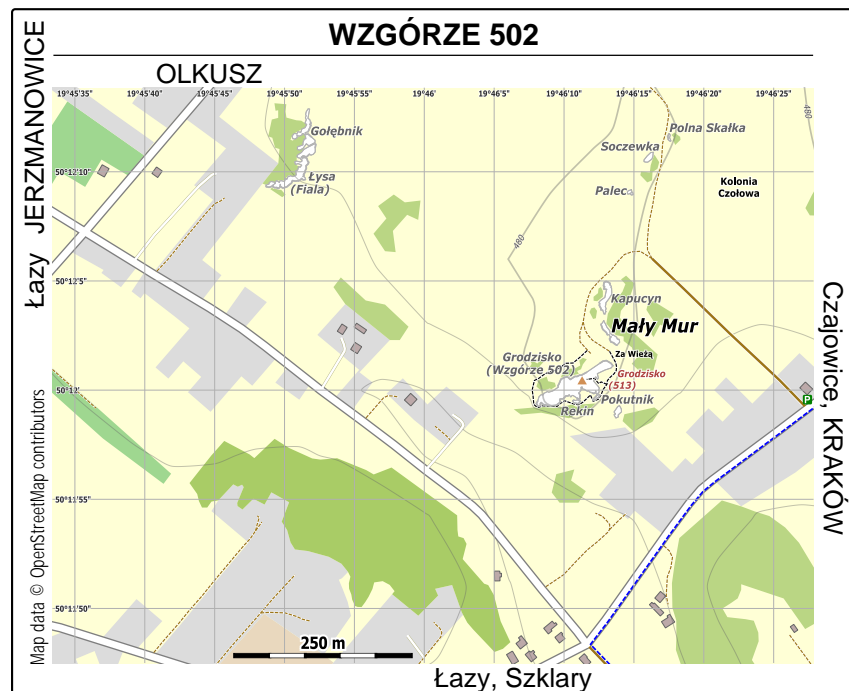 WZGÓRZE 502
Łazy JERZMANOWICE
OLKUSZ
19°45'35" 19°45'40" 19°45'45" 19°45'50" 19°45'55" 19°46' 19°46'5" 19°46'10" 19°46'15" 19°46'20" 19°46'25"
480
Gołębnik
Polna Skałka
Soczewka
50°12'10"
Łysa
(Fiala)
Palec
Kolonia
Czołowa
480
50°12'5"
Kapucyn
Mały Mur
Za Wieżą
Grodzisko
(Wzgórze 502)
Grodzisko
(513)
50°12'
Pokutnik
Rekin
P
Czajowice, KRAKÓW
50°11'55"
50°11'50"
Map data © OpenStreetMap contributors
250 m
Łazy, Szklary